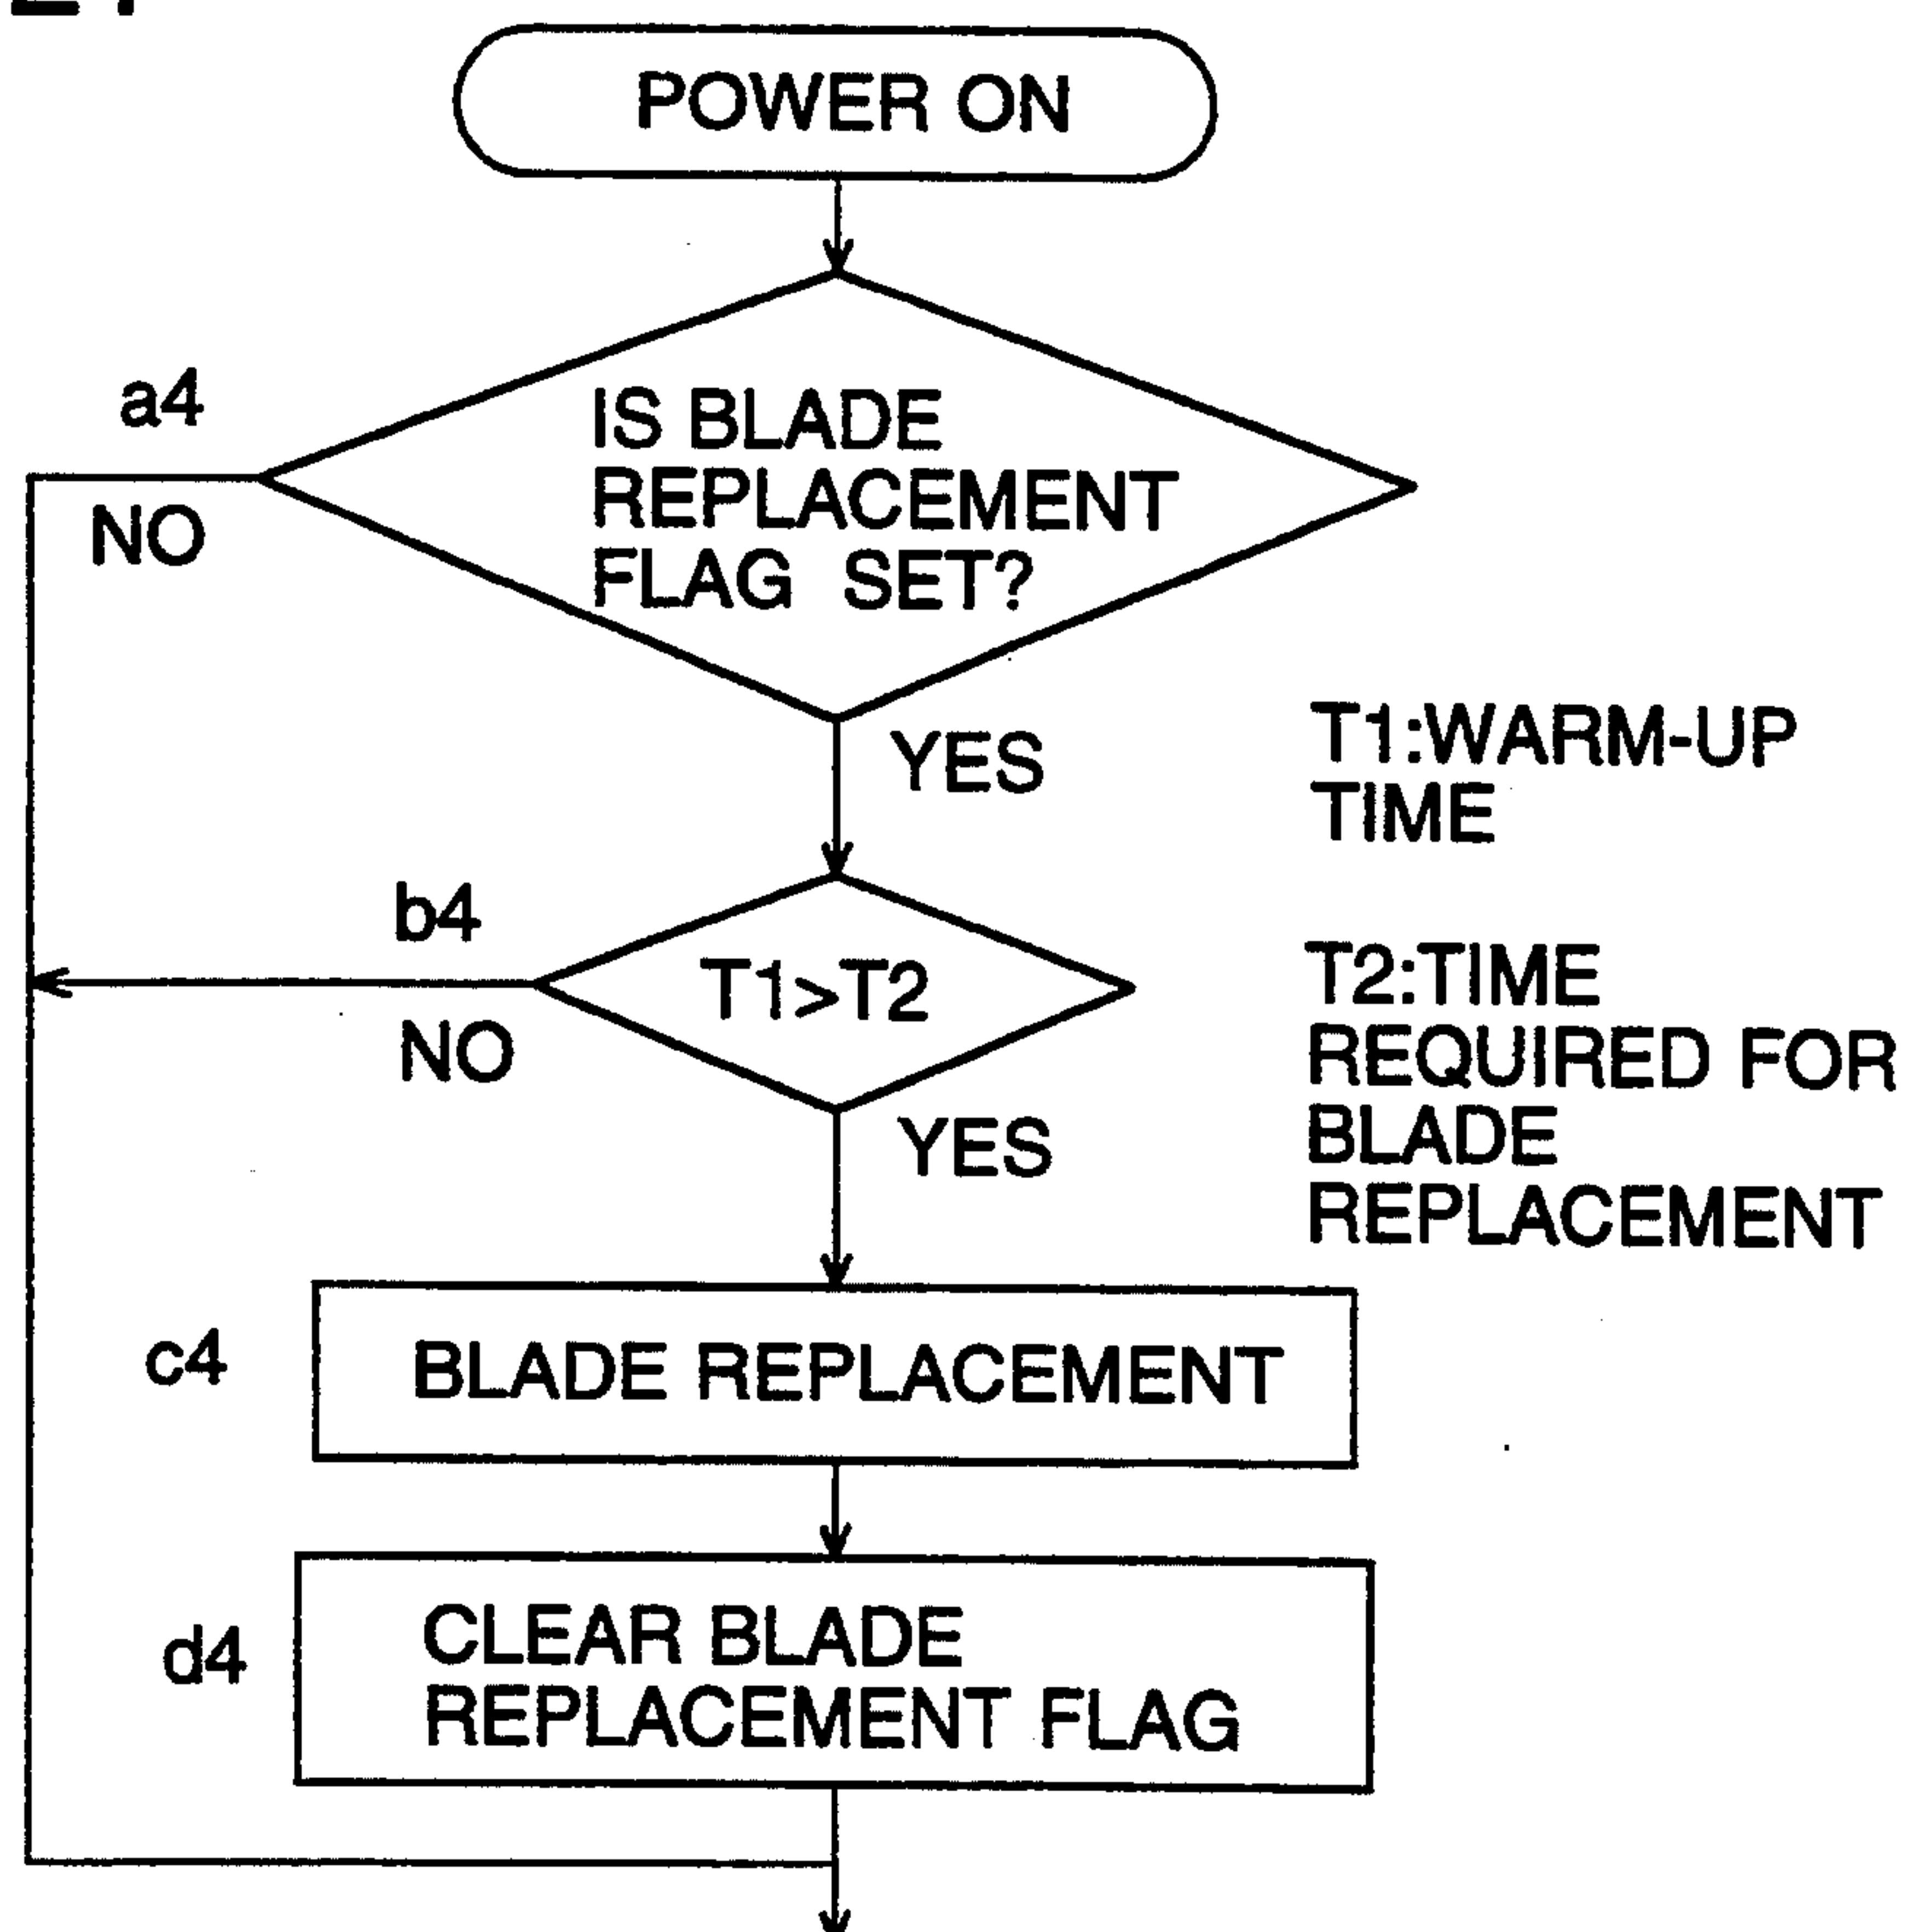 POWER ON
a4
IS BLADE
REPLACEMENT
FLAG SET?
NO
YES
T1:WARM-UP
TIME
b4
T1>T2
NO
T2:TIME
REQUIRED FOR
BLADE
REPLACEMENT
YES
c4
BLADE REPLACEMENT
d4
CLEAR BLADE
REPLACEMENT FLAG